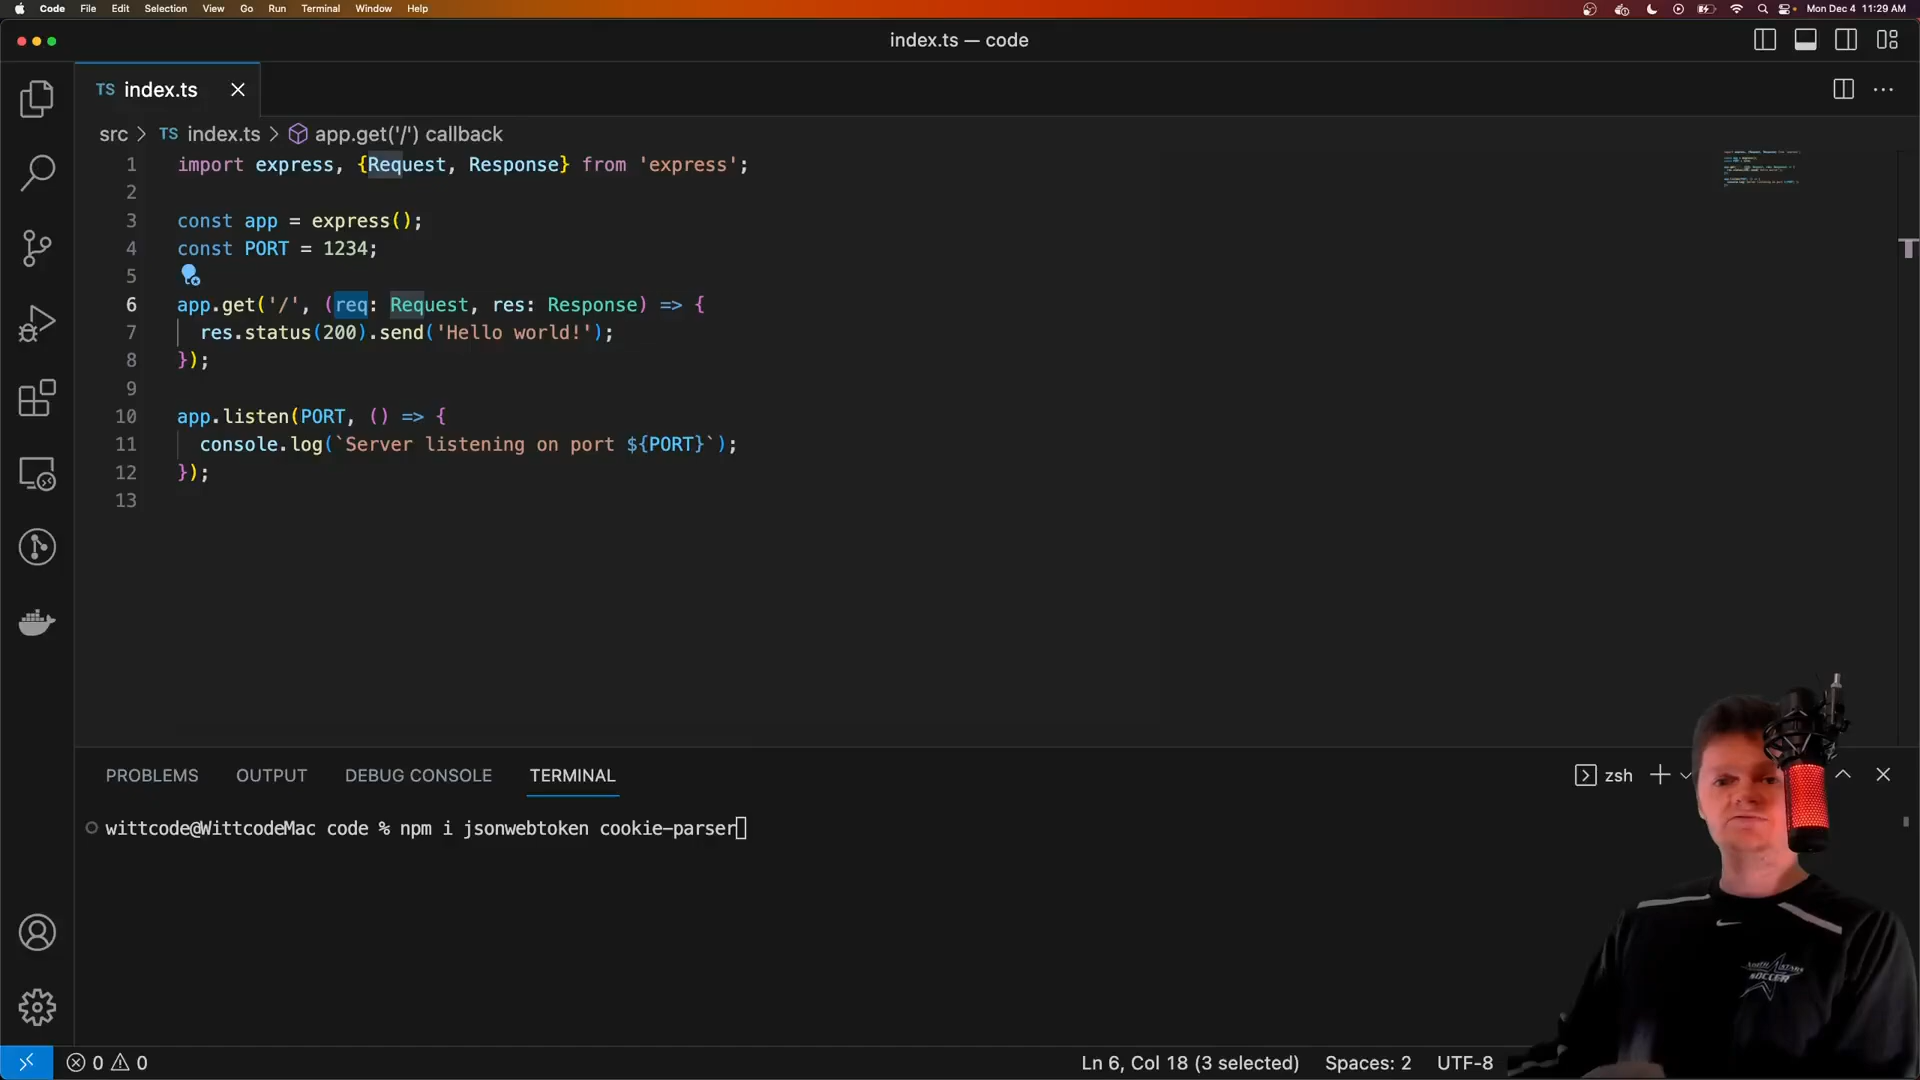 Code File Edit Selection View Go Run Terminal Window Help Mon Dec 4 11:29 AM
index.ts — code
TS index.ts
src > TS index.ts > app.get('/') callback
1 import express, {Request, Response} from 'express';
2
3 const app = express();
4 const PORT = 1234;
5
6 app.get('/', (req: Request, res: Response) => {
7 res.status(200).send('Hello world!');
8 });
9
10 app.listen(PORT, () => {
11 console.log(`Server listening on port ${PORT}`);
12 });
13
PROBLEMS OUTPUT DEBUG CONSOLE TERMINAL zsh
wittcode@WittcodeMac code % npm i jsonwebtoken cookie-parser
NORTH STARS
SOCCER
0 0 Ln 6, Col 18 (3 selected) Spaces: 2 UTF-8